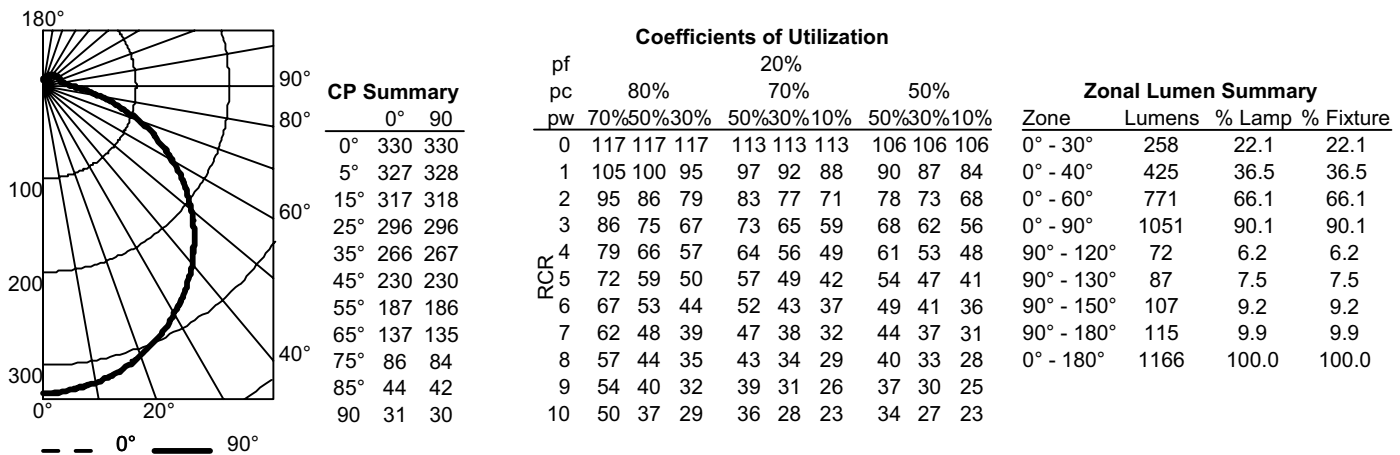 180°
90°
80°
60°
40°
100
200
300
0°
20°
0°
90°
CP Summary
0° 90
0° 330 330
5° 327 328
15° 317 318
25° 296 296
35° 266 267
45° 230 230
55° 187 186
65° 137 135
75° 86 84
85° 44 42
90 31 30
Coefficients of Utilization
pf 20%
pc 80% 70% 50%
pw 70%50%30% 50%30%10% 50%30%10%
RCR
0 117 117 117 113 113 113 106 106 106
1 105 100 95 97 92 88 90 87 84
2 95 86 79 83 77 71 78 73 68
3 86 75 67 73 65 59 68 62 56
4 79 66 57 64 56 49 61 53 48
5 72 59 50 57 49 42 54 47 41
6 67 53 44 52 43 37 49 41 36
7 62 48 39 47 38 32 44 37 31
8 57 44 35 43 34 29 40 33 28
9 54 40 32 39 31 26 37 30 25
10 50 37 29 36 28 23 34 27 23
Zonal Lumen Summary
Zone Lumens % Lamp % Fixture
0° - 30° 258 22.1 22.1
0° - 40° 425 36.5 36.5
0° - 60° 771 66.1 66.1
0° - 90° 1051 90.1 90.1
90° - 120° 72 6.2 6.2
90° - 130° 87 7.5 7.5
90° - 150° 107 9.2 9.2
90° - 180° 115 9.9 9.9
0° - 180° 1166 100.0 100.0